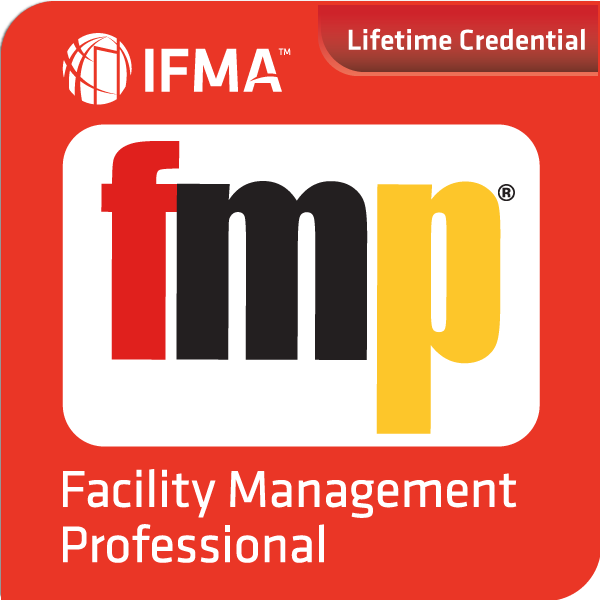 Lifetime Credential
IFMA™
fmp®
Facility Management
Professional